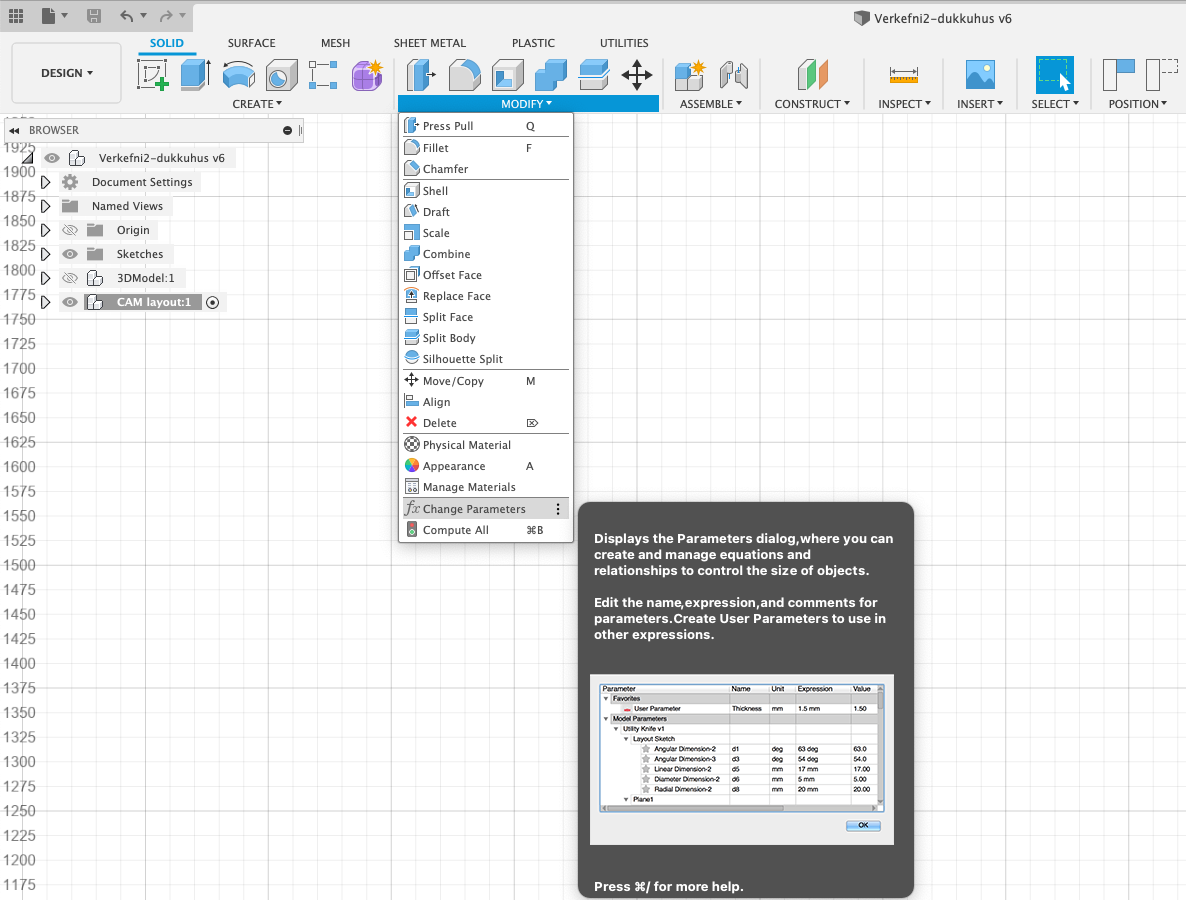 Verkefni2-dukkuhus v6
SOLID
SURFACE
MESH
SHEET METAL
PLASTIC
UTILITIES
DESIGN
CREATE
MODIFY
ASSEMBLE
CONSTRUCT
INSPECT
INSERT
SELECT
POSITION
BROWSER
Verkefni2-dukkuhus v6
Document Settings
Named Views
Origin
Sketches
3DModel:1
CAM layout:1
1925
1900
1875
1850
1825
1800
1775
1750
1725
1700
1675
1650
1625
1600
1575
1550
1525
1500
1475
1450
1425
1400
1375
1350
1325
1300
1275
1250
1225
1200
1175
Press Pull Q
Fillet F
Chamfer
Shell
Draft
Scale
Combine
Offset Face
Replace Face
Split Face
Split Body
Silhouette Split
Move/Copy M
Align
Delete ⌦
Physical Material
Appearance A
Manage Materials
fx Change Parameters
Compute All ⌘B
Displays the Parameters dialog,where you can
create and manage equations and
relationships to control the size of objects.
Edit the name,expression,and comments for
parameters.Create User Parameters to use in
other expressions.
Parameter Name Unit Expression Value
Favorites
User Parameter Thickness mm 1.5 mm 1.50
Model Parameters
Utility Knife v1
Layout Sketch
Angular Dimension-2 d1 deg 63 deg 63.0
Angular Dimension-3 d3 deg 54 deg 54.0
Linear Dimension-2 d5 mm 17 mm 17.00
Diameter Dimension-2 d6 mm 5 mm 5.00
Radial Dimension-2 d8 mm 20 mm 20.00
Plane1
OK
Press ⌘/ for more help.